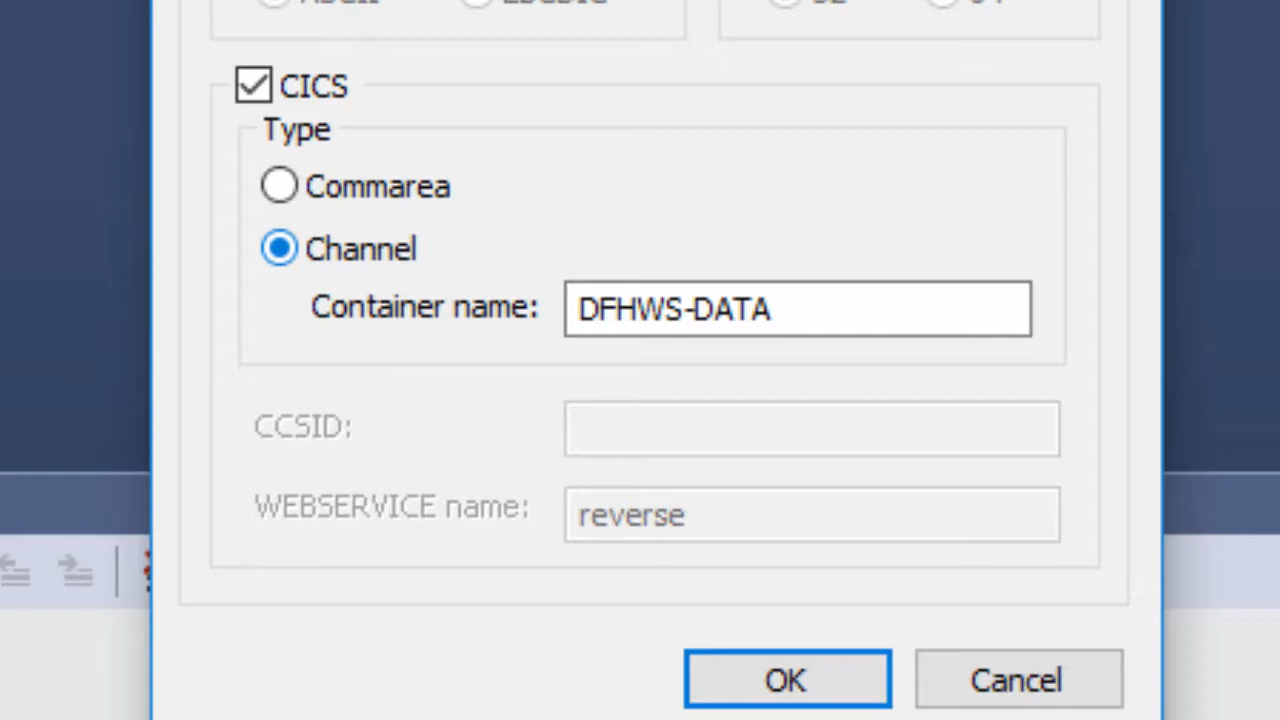 CICS
Type
Commarea
Channel
Container name: DFHWS-DATA
CCSID:
WEBSERVICE name: reverse
OK Cancel